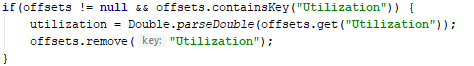 if(offsets != null && offsets.containsKey("Utilization")) {
utilization = Double.parseDouble(offsets.get("Utilization"));
offsets.remove( key: "Utilization");
}